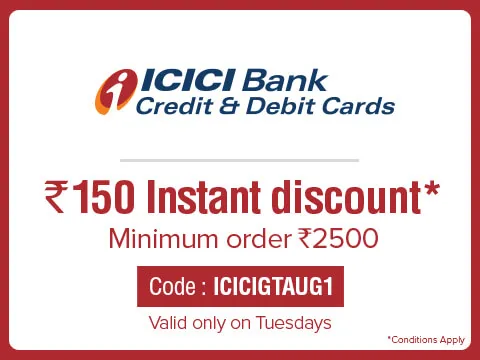 ICICI Bank
Credit & Debit Cards
₹150 Instant discount*
Minimum order ₹2500
Code : ICICIGTAUG1
Valid only on Tuesdays
*Conditions Apply